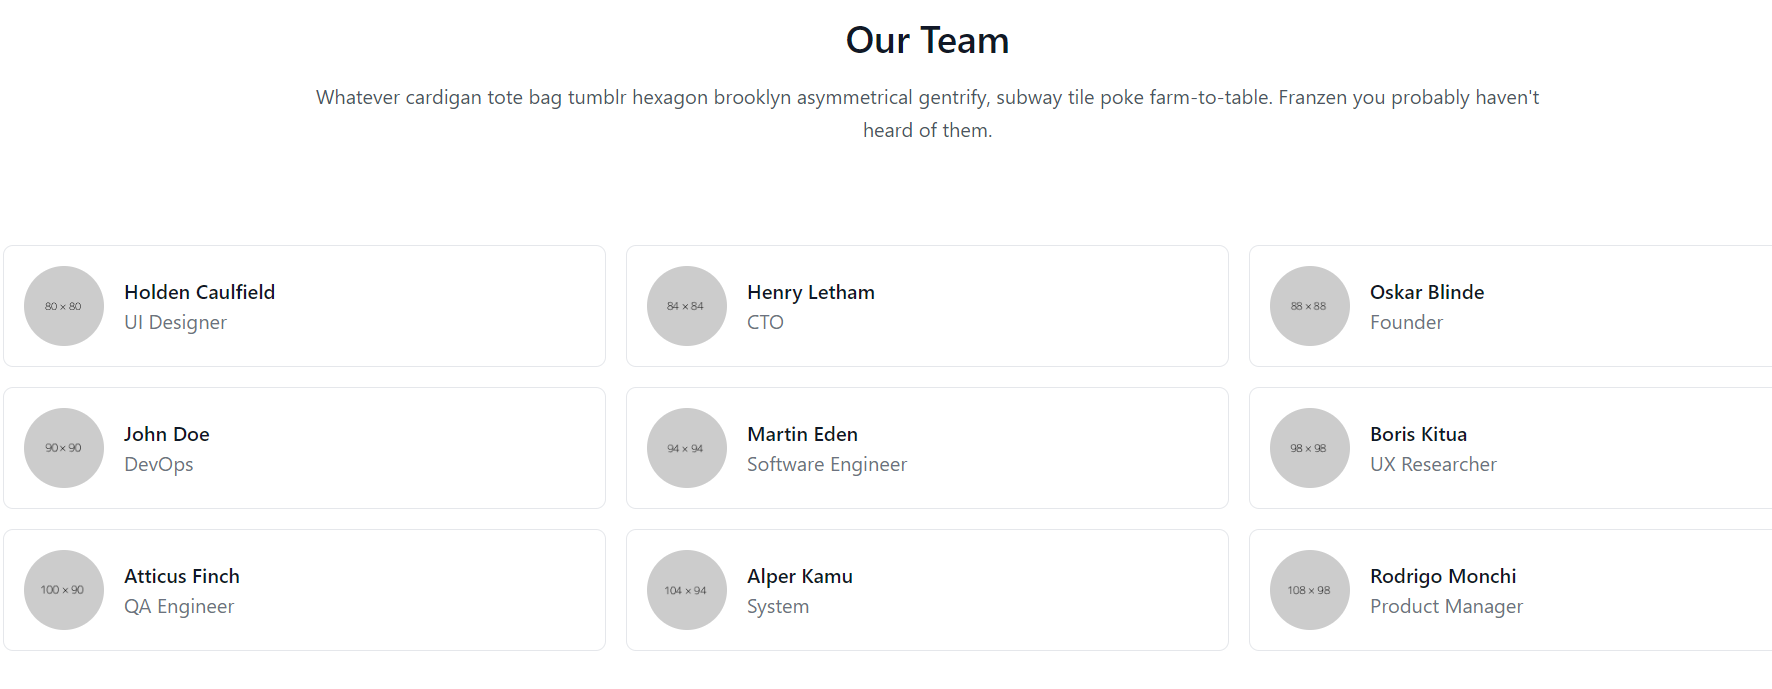 Our Team
Whatever cardigan tote bag tumblr hexagon brooklyn asymmetrical gentrify, subway tile poke farm-to-table. Franzen you probably haven't
heard of them.
80 × 80
Holden Caulfield
UI Designer
84 × 84
Henry Letham
CTO
88 × 88
Oskar Blinde
Founder
90 × 90
John Doe
DevOps
94 × 94
Martin Eden
Software Engineer
98 × 98
Boris Kitua
UX Researcher
100 × 90
Atticus Finch
QA Engineer
104 × 94
Alper Kamu
System
108 × 98
Rodrigo Monchi
Product Manager